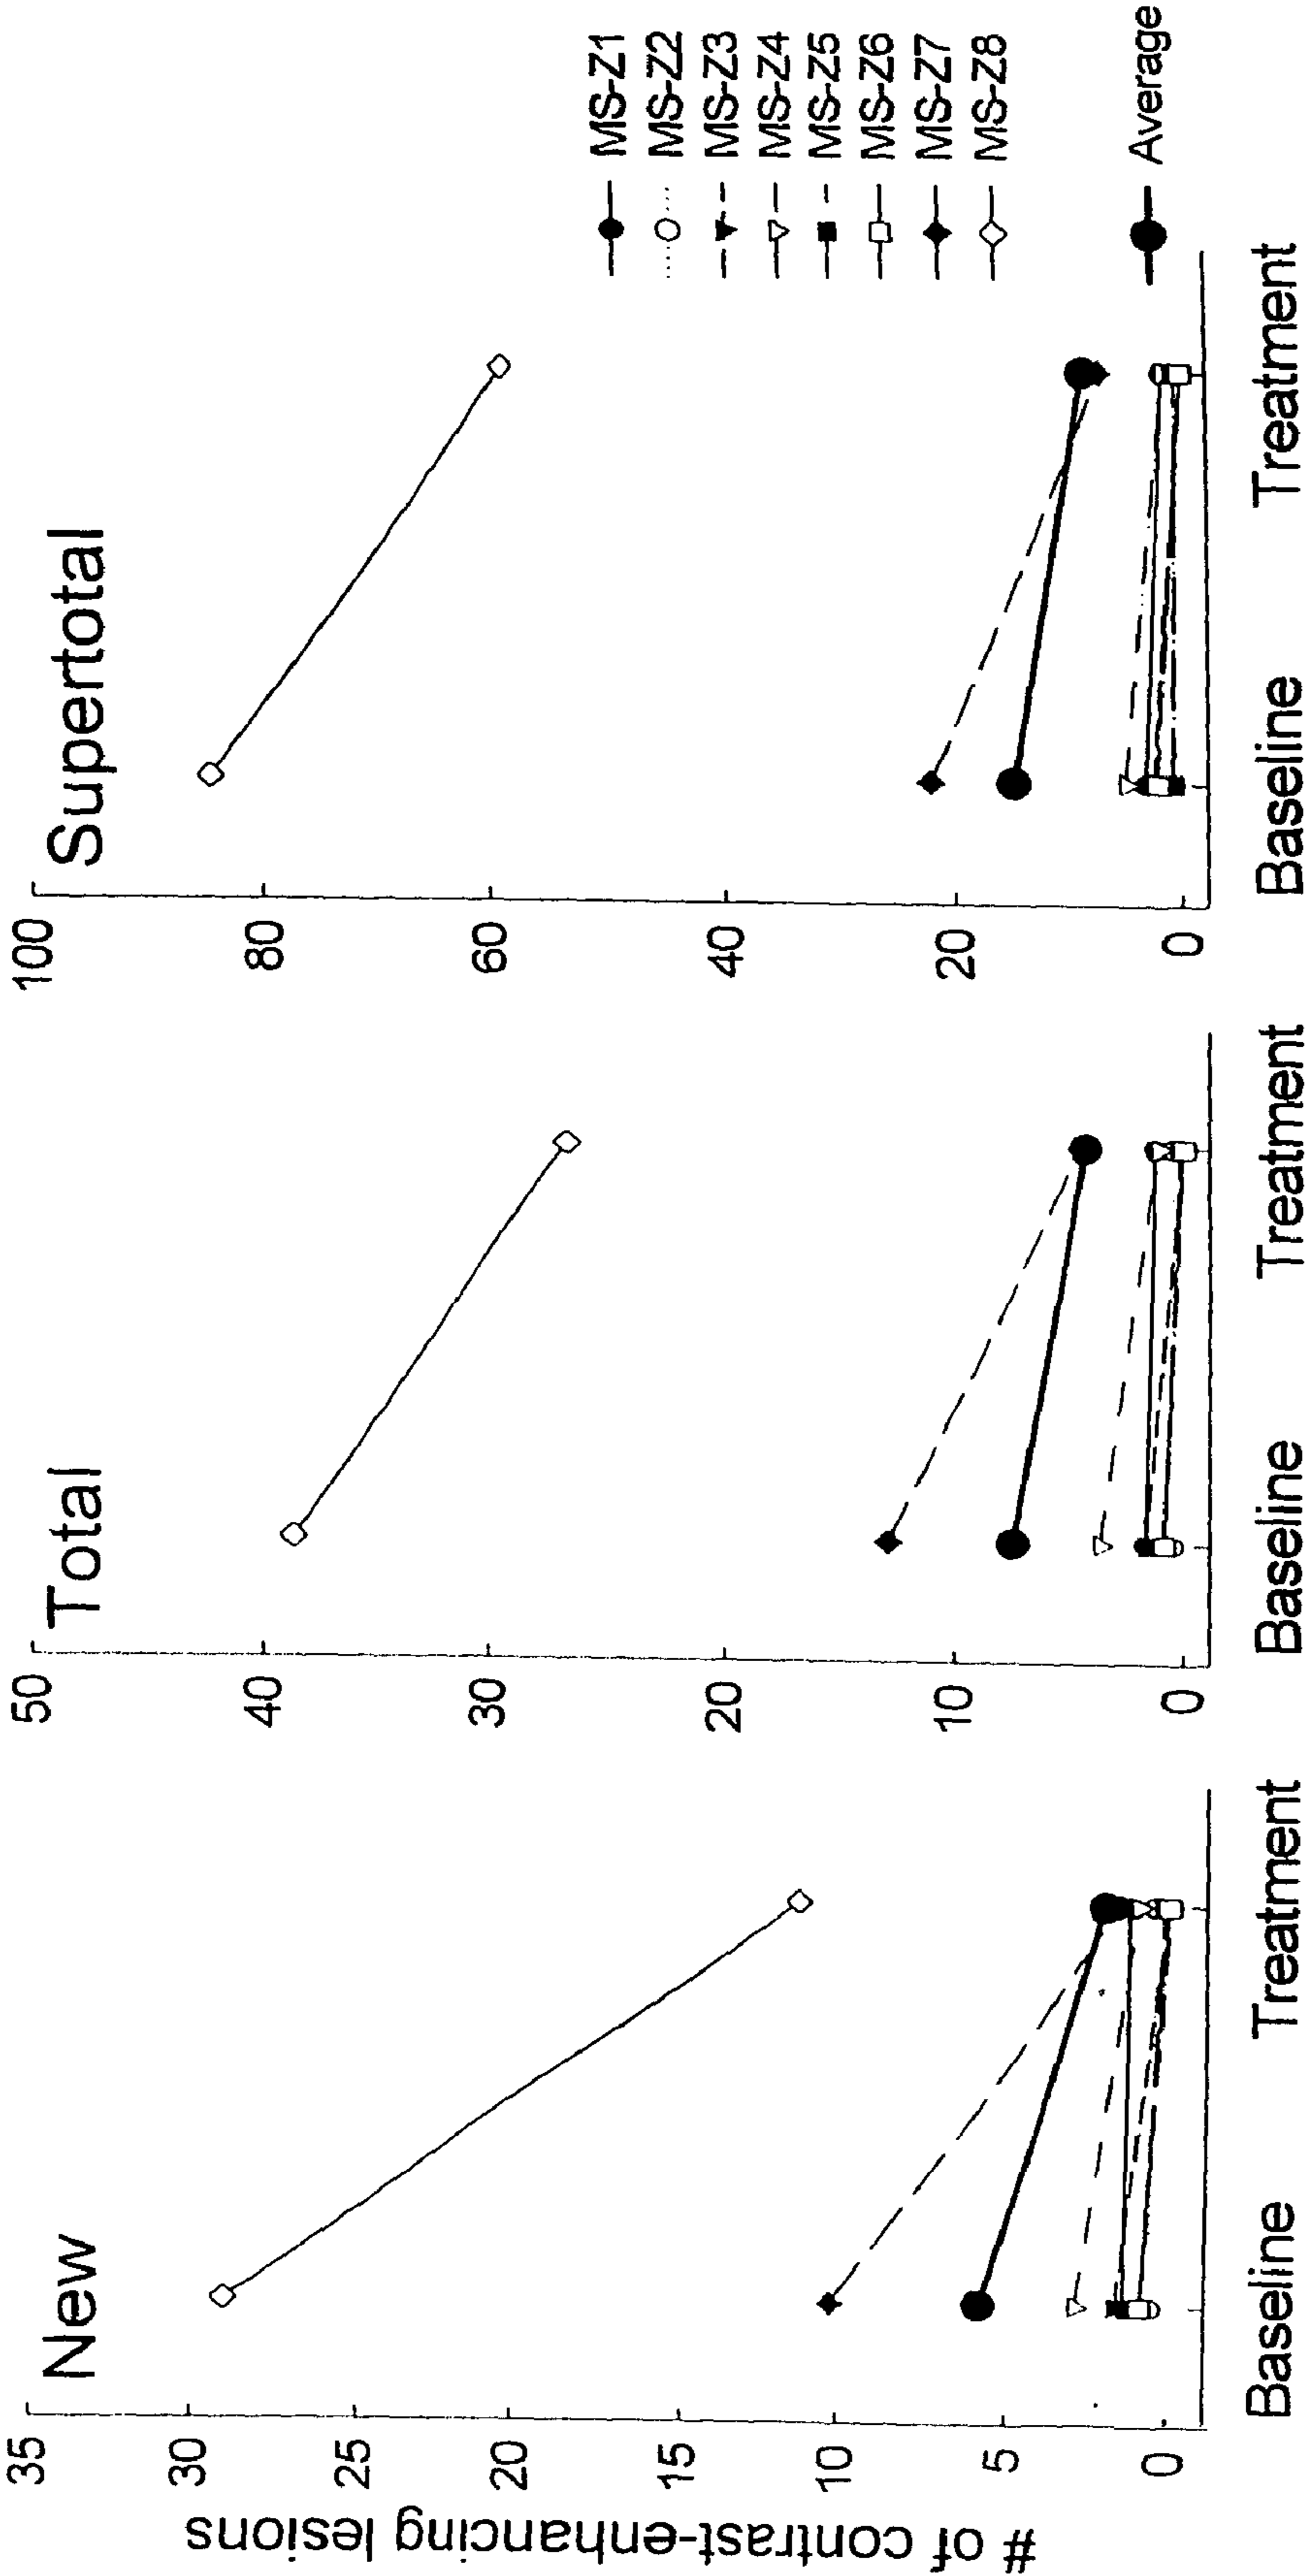 # of contrast-enhancing lesions
New
35
30
25
20
15
10
5
0
Baseline Treatment
Total
50
40
30
20
10
0
Baseline Treatment
Supertotal
100
80
60
40
20
0
Baseline Treatment
MS-Z1
MS-Z2
MS-Z3
MS-Z4
MS-Z5
MS-Z6
MS-Z7
MS-Z8
Average